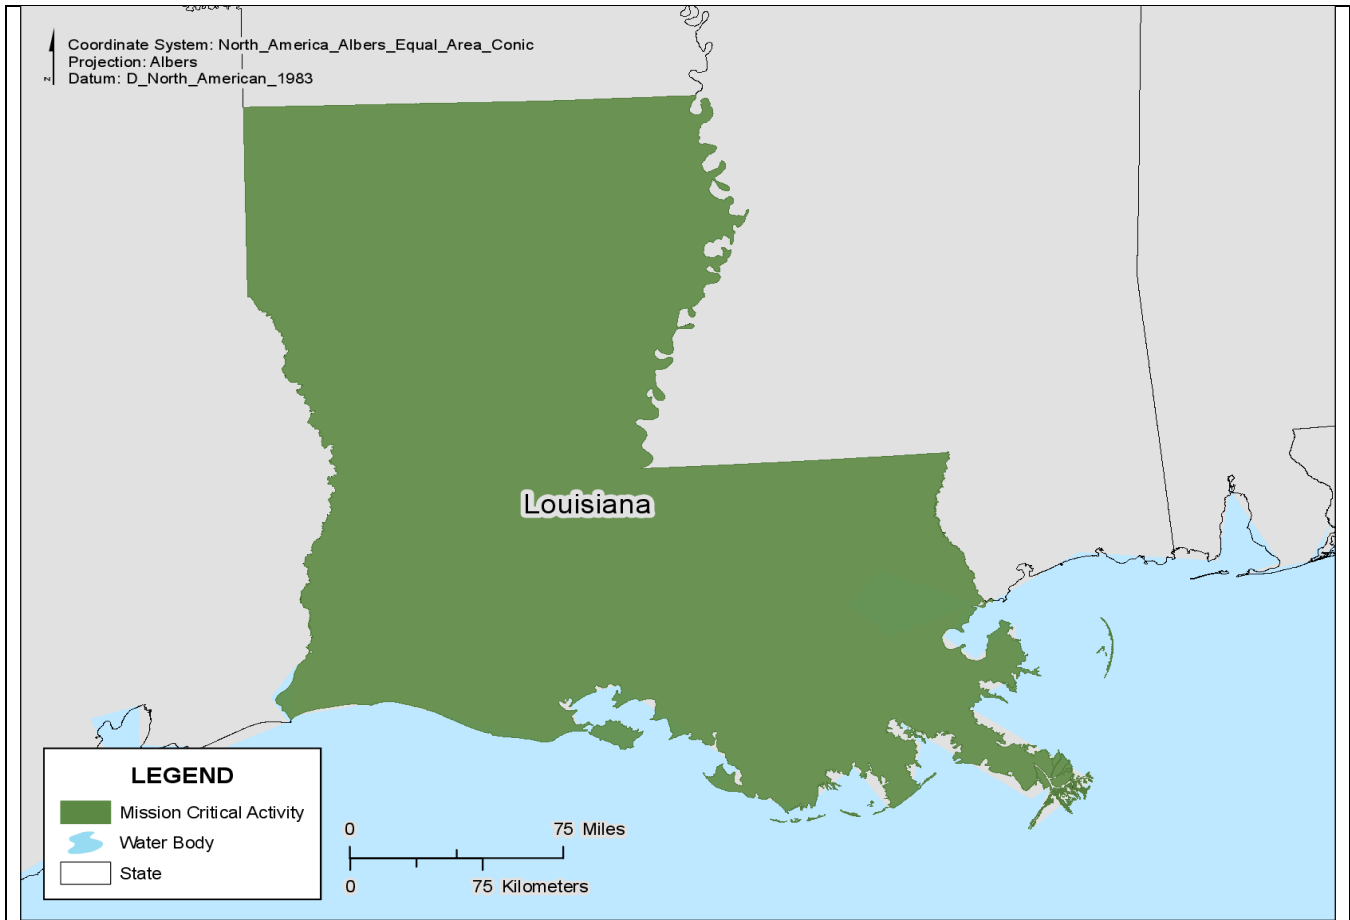 Coordinate System: North_America_Albers_Equal_Area_Conic
Projection: Albers
Datum: D_North_American_1983
N
Louisiana
LEGEND
Mission Critical Activity
Water Body
State
0 75 Miles
0 75 Kilometers